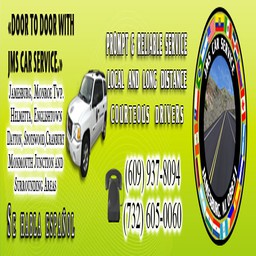 "DOOR TO DOOR WITH
JMS CAR SERVICE."
JAMESBURG, MONROE TWP.
HELMETTA, ENGLISHTOWN
DAYTON, SPOTSWOOD, CRANBURY
MONMOUTH JUNCTION AND
SURROUNDING AREAS
SE HABLA ESPAÑOL
PROMPT & RELIABLE SERVICE
LOCAL AND LONG DISTANCE
COURTEOUS DRIVERS
(609) 937-8094
(732) 605-0060
JMS CAR SERVICE